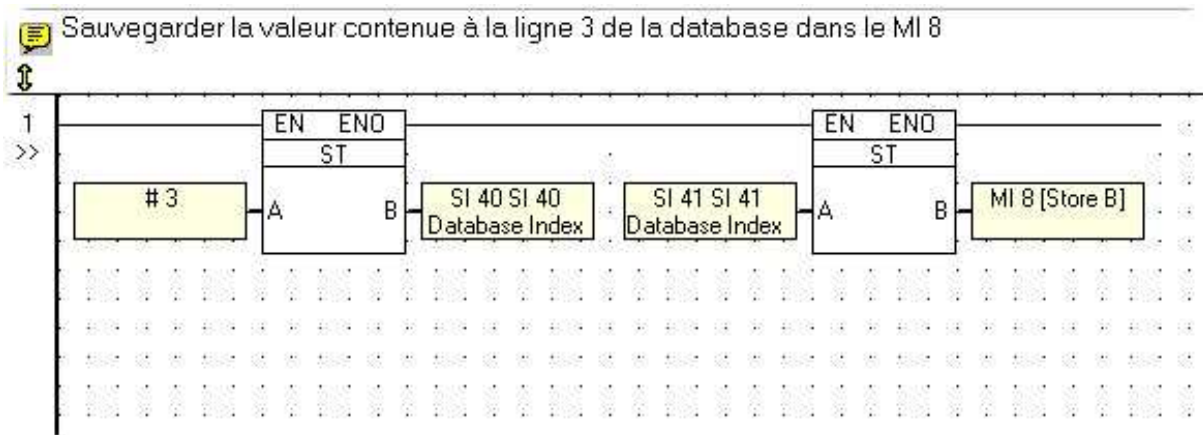 Sauvegarder la valeur contenue à la ligne 3 de la database dans le MI 8
1
>>
EN ENO
ST
# 3
A
B
SI 40 SI 40
Database Index
SI 41 SI 41
Database Index
EN ENO
ST
A
B
MI 8 [Store B]